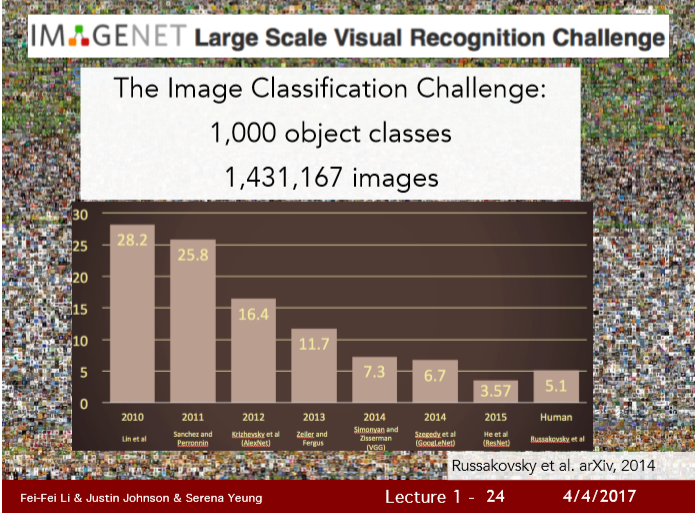 IMAGENET Large Scale Visual Recognition Challenge
The Image Classification Challenge:
1,000 object classes
1,431,167 images
30
25
20
15
10
5
0
28.2
25.8
16.4
11.7
7.3
6.7
3.57
5.1
2010
2011
2012
2013
2014
2014
2015
Human
Lin et al
Sanchez and
Perronnin
Krizhevsky et al
(AlexNet)
Zeiler and
Fergus
Simonyan and
Zisserman
(VGG)
Szegedy et al
(GoogLeNet)
He et al
(ResNet)
Russakovsky et al
Russakovsky et al. arXiv, 2014
Fei-Fei Li & Justin Johnson & Serena Yeung
Lecture 1 - 24
4/4/2017